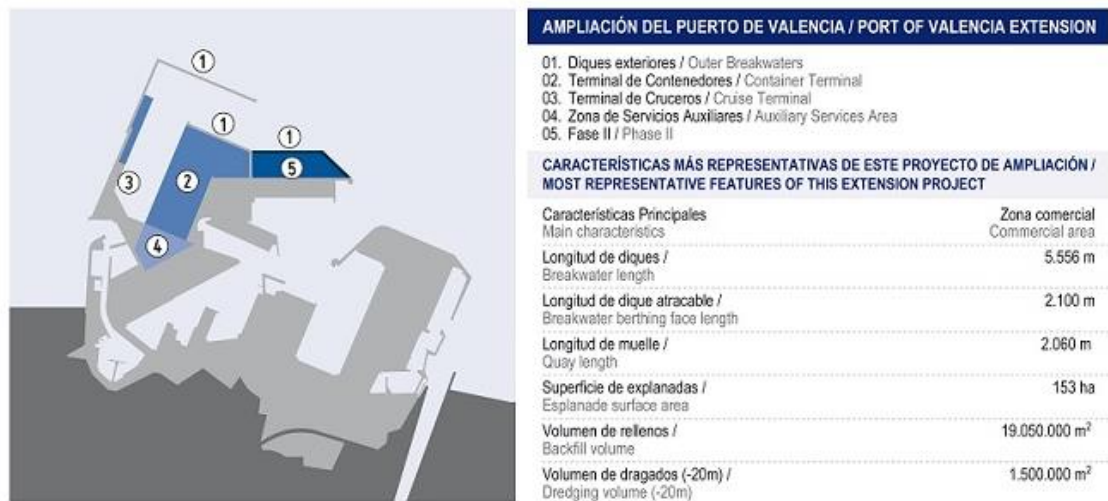 1
1
1
5
3
2
4
AMPLIACIÓN DEL PUERTO DE VALENCIA / PORT OF VALENCIA EXTENSION
01. Diques exteriores / Outer Breakwaters
02. Terminal de Contenedores / Container Terminal
03. Terminal de Cruceros / Cruise Terminal
04. Zona de Servicios Auxiliares / Auxiliary Services Area
05. Fase II / Phase II
CARACTERÍSTICAS MÁS REPRESENTATIVAS DE ESTE PROYECTO DE AMPLIACIÓN /
MOST REPRESENTATIVE FEATURES OF THIS EXTENSION PROJECT
Características Principales Zona comercial
Main characteristics Commercial area
Longitud de diques / 5.556 m
Breakwater length
Longitud de dique atracable / 2.100 m
Breakwater berthing face length
Longitud de muelle / 2.060 m
Quay length
Superficie de explanadas / 153 ha
Esplanade surface area
Volumen de rellenos / 19.050.000 m²
Backfill volume
Volumen de dragados (-20m) / 1.500.000 m²
Dredging volume (-20m)